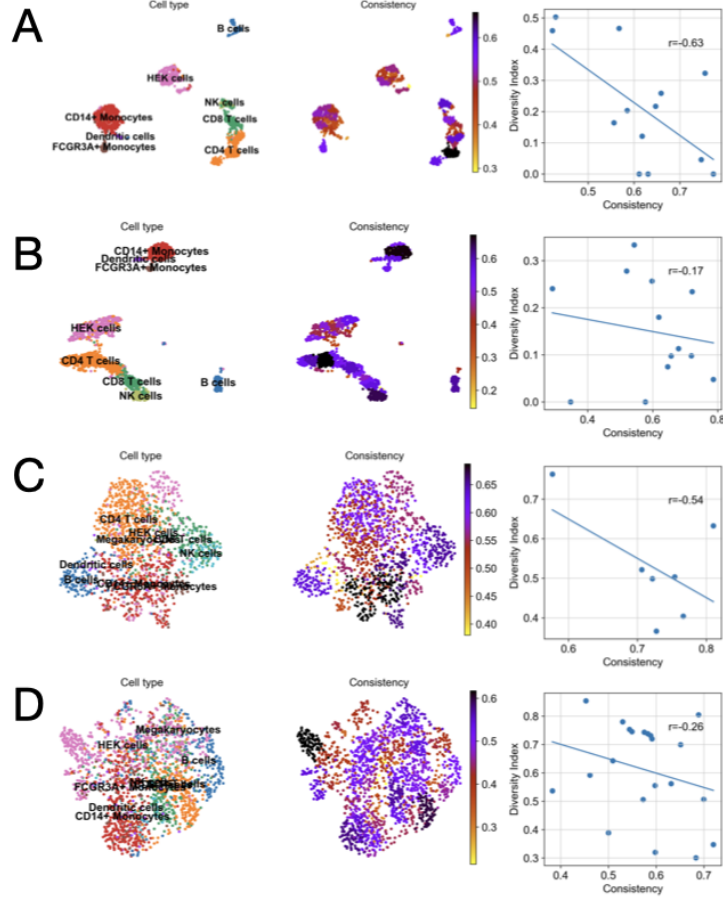 A
Cell type
Consistency
B cells
HEK cells
NK cells
CD14+ Monocytes
CD8 T cells
Dendritic cells
FCGR3A+ Monocytes
CD4 T cells
0.6
0.5
0.4
0.3
0.5
0.4
0.3
0.2
0.1
0.0
Diversity Index
r=-0.63
0.5 0.6 0.7
Consistency
B
Cell type
Consistency
CD14+ Monocytes
Dendritic cells
FCGR3A+ Monocytes
HEK cells
CD4 T cells
CD8 T cells
B cells
NK cells
0.6
0.5
0.4
0.3
0.2
0.3
0.2
0.1
0.0
Diversity Index
r=-0.17
0.4 0.6 0.8
Consistency
C
Cell type
Consistency
CD4 T cells
HEK cells
Megakaryocytes
T cells
NK cells
Dendritic cells
B cells
Monocytes
0.65
0.60
0.55
0.50
0.45
0.40
0.7
0.6
0.5
0.4
Diversity Index
r=-0.54
0.6 0.7 0.8
Consistency
D
Cell type
Consistency
Megakaryocytes
HEK cells
B cells
FCGR3A+ Monocytes
cells
Dendritic cells
CD14+ Monocytes
0.6
0.5
0.4
0.3
0.8
0.7
0.6
0.5
0.4
0.3
Diversity Index
r=-0.26
0.4 0.5 0.6 0.7
Consistency